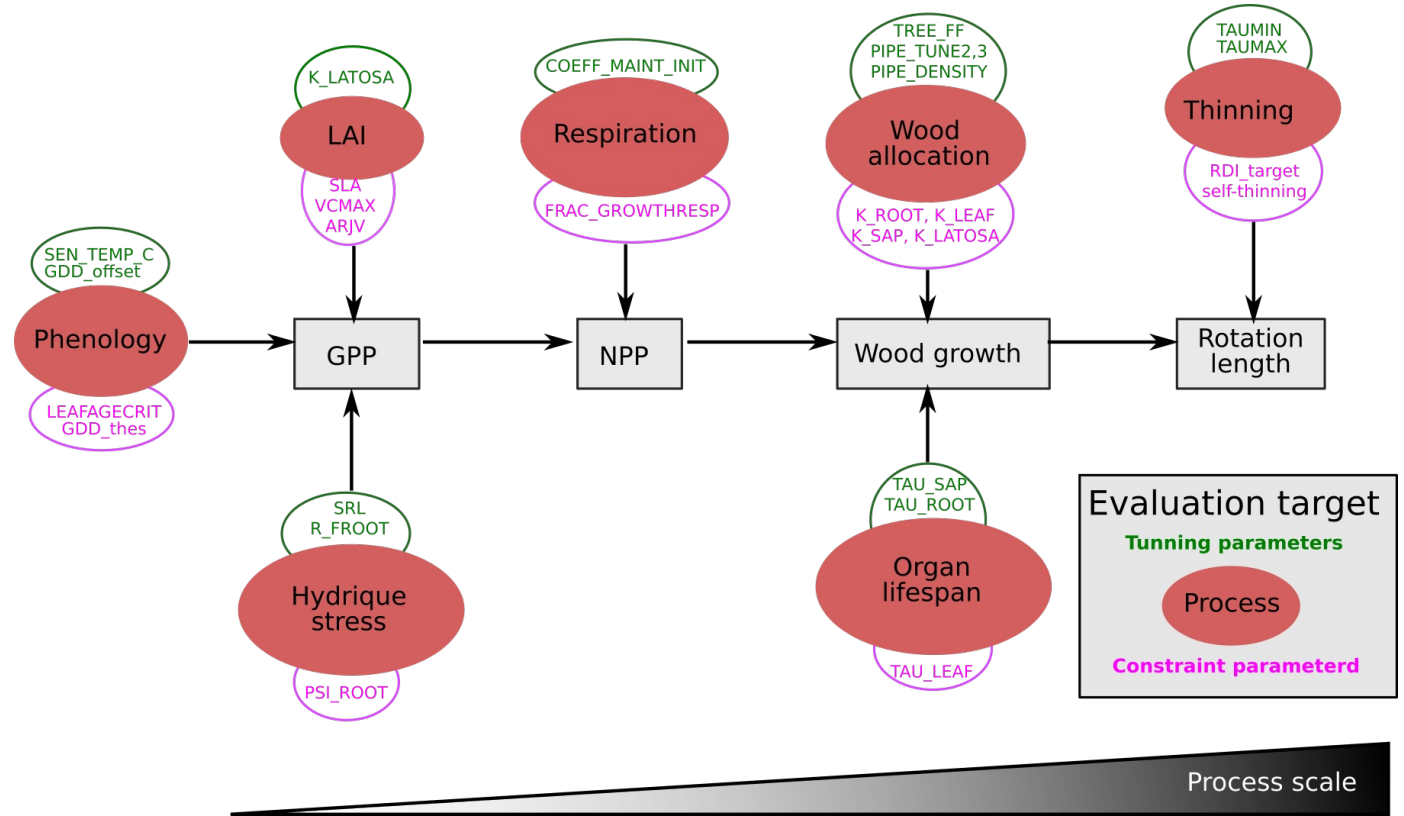 K_LATOSA
LAI
SLA
VCMAX
ARJV
COEFF_MAINT_INIT
Respiration
FRAC_GROWTHRESP
TREE_FF
PIPE_TUNE2,3
PIPE_DENSITY
Wood
allocation
K_ROOT, K_LEAF
K_SAP, K_LATOSA
TAUMIN
TAUMAX
Thinning
RDI_target
self-thinning
SEN_TEMP_C
GDD_offset
Phenology
LEAFAGECRIT
GDD_thes
GPP
NPP
Wood growth
Rotation
length
SRL
R_FROOT
Hydrique
stress
PSI_ROOT
TAU_SAP
TAU_ROOT
Organ
lifespan
TAU_LEAF
Evaluation target
Tunning parameters
Process
Constraint parameterd
Process scale